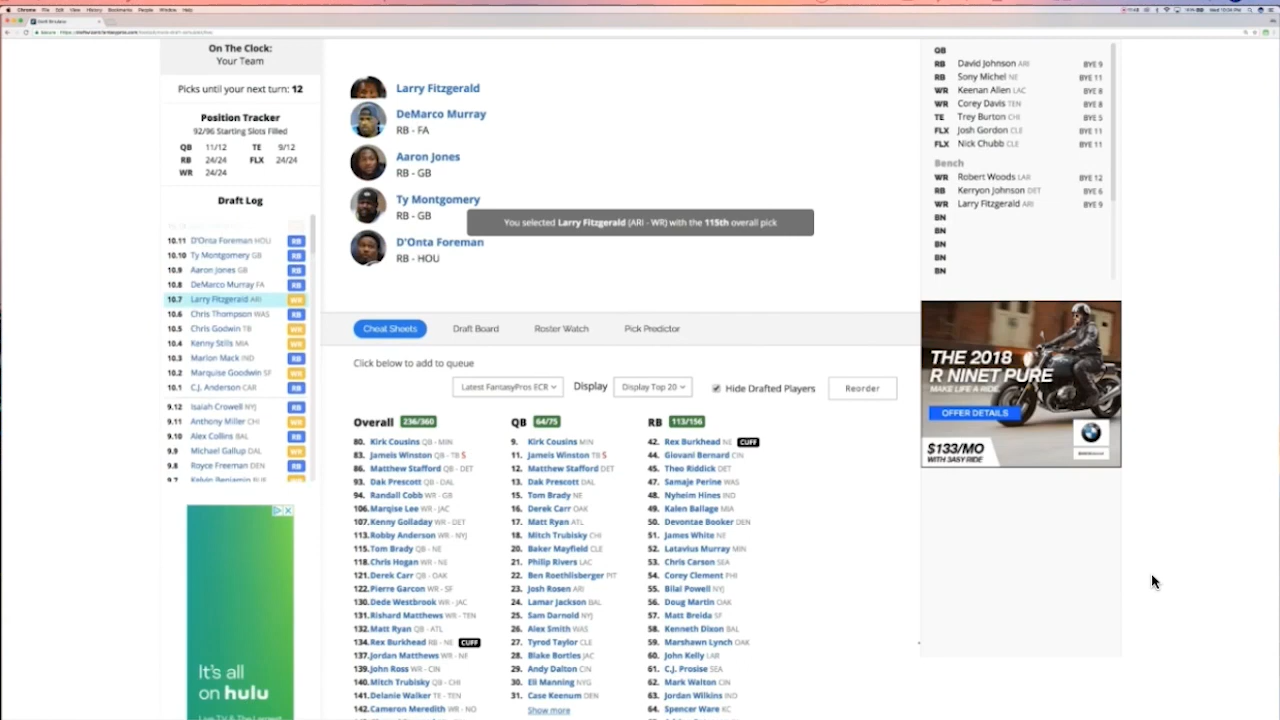 Chrome File Edit View History Bookmarks People Window Help
On The Clock:
Your Team
Picks until your next turn: 12
Position Tracker
92/96 Starting Slots Filled
QB 11/12 TE 9/12
RB 24/24 FLX 24/24
WR 24/24
Draft Log
10.11 D'Onta Foreman HOU RB
10.10 Ty Montgomery GB RB
10.9 Aaron Jones GB RB
10.8 DeMarco Murray FA RB
10.7 Larry Fitzgerald ARI WR
10.6 Chris Thompson WAS RB
10.5 Chris Godwin TB WR
10.4 Kenny Stills MIA WR
10.3 Marlon Mack IND RB
10.2 Marquise Goodwin SF WR
10.1 C.J. Anderson CAR RB
9.12 Isaiah Crowell NYJ RB
9.11 Anthony Miller CHI WR
9.10 Alex Collins BAL RB
9.9 Michael Gallup DAL WR
9.8 Royce Freeman DEN RB
9.7 Kelvin Benjamin BUF
It's all
on hulu
Larry Fitzgerald
DeMarco Murray
RB - FA
Aaron Jones
RB - GB
Ty Montgomery
RB - GB
D'Onta Foreman
RB - HOU
You selected Larry Fitzgerald (ARI - WR) with the 115th overall pick
Cheat Sheets Draft Board Roster Watch Pick Predictor
Click below to add to queue
Latest FantasyPros ECR Display Display Top 20 Hide Drafted Players Reorder
Overall 236/360
80. Kirk Cousins QB - MIN
83. Jameis Winston QB - TB S
86. Matthew Stafford QB - DET
93. Dak Prescott QB - DAL
94. Randall Cobb WR - GB
106. Marqise Lee WR - JAC
107. Kenny Golladay WR - DET
113. Robby Anderson WR - NYJ
115. Tom Brady QB - NE
118. Chris Hogan WR - NE
121. Derek Carr QB - OAK
122. Pierre Garcon WR - SF
130. Dede Westbrook WR - JAC
131. Rishard Matthews WR - TEN
132. Matt Ryan QB - ATL
134. Rex Burkhead RB - NE CUFF
137. Jordan Matthews WR - NE
139. John Ross WR - CIN
140. Mitch Trubisky QB - CHI
141. Delanie Walker TE - TEN
142. Cameron Meredith WR - NO
QB 64/75
9. Kirk Cousins MIN
11. Jameis Winston TB S
12. Matthew Stafford DET
13. Dak Prescott DAL
15. Tom Brady NE
16. Derek Carr OAK
17. Matt Ryan ATL
18. Mitch Trubisky CHI
20. Baker Mayfield CLE
21. Philip Rivers LAC
22. Ben Roethlisberger PIT
23. Josh Rosen ARI
24. Lamar Jackson BAL
25. Sam Darnold NYJ
26. Alex Smith WAS
27. Tyrod Taylor CLE
28. Blake Bortles JAC
29. Andy Dalton CIN
30. Eli Manning NYG
31. Case Keenum DEN
Show more
RB 113/156
42. Rex Burkhead NE CUFF
44. Giovani Bernard CIN
45. Theo Riddick DET
47. Samaje Perine WAS
48. Nyheim Hines IND
49. Kalen Ballage MIA
50. Devontae Booker DEN
51. James White NE
52. Latavius Murray MIN
53. Chris Carson SEA
54. Corey Clement PHI
55. Bilal Powell NYJ
56. Doug Martin OAK
57. Matt Breida SF
58. Kenneth Dixon BAL
59. Marshawn Lynch OAK
60. John Kelly LAR
61. C.J. Prosise SEA
62. Mark Walton CIN
63. Jordan Wilkins IND
64. Spencer Ware KC
QB
RB David Johnson ARI BYE 9
RB Sony Michel NE BYE 11
WR Keenan Allen LAC BYE 8
WR Corey Davis TEN BYE 8
TE Trey Burton CHI BYE 5
FLX Josh Gordon CLE BYE 11
FLX Nick Chubb CLE BYE 11
Bench
WR Robert Woods LAR BYE 12
RB Kerryon Johnson DET BYE 6
WR Larry Fitzgerald ARI BYE 9
BN
BN
BN
BN
BN
THE 2018
R NINET PURE
MAKE LIFE A RIDE.
OFFER DETAILS
$133/MO
WITH 3ASY RIDE